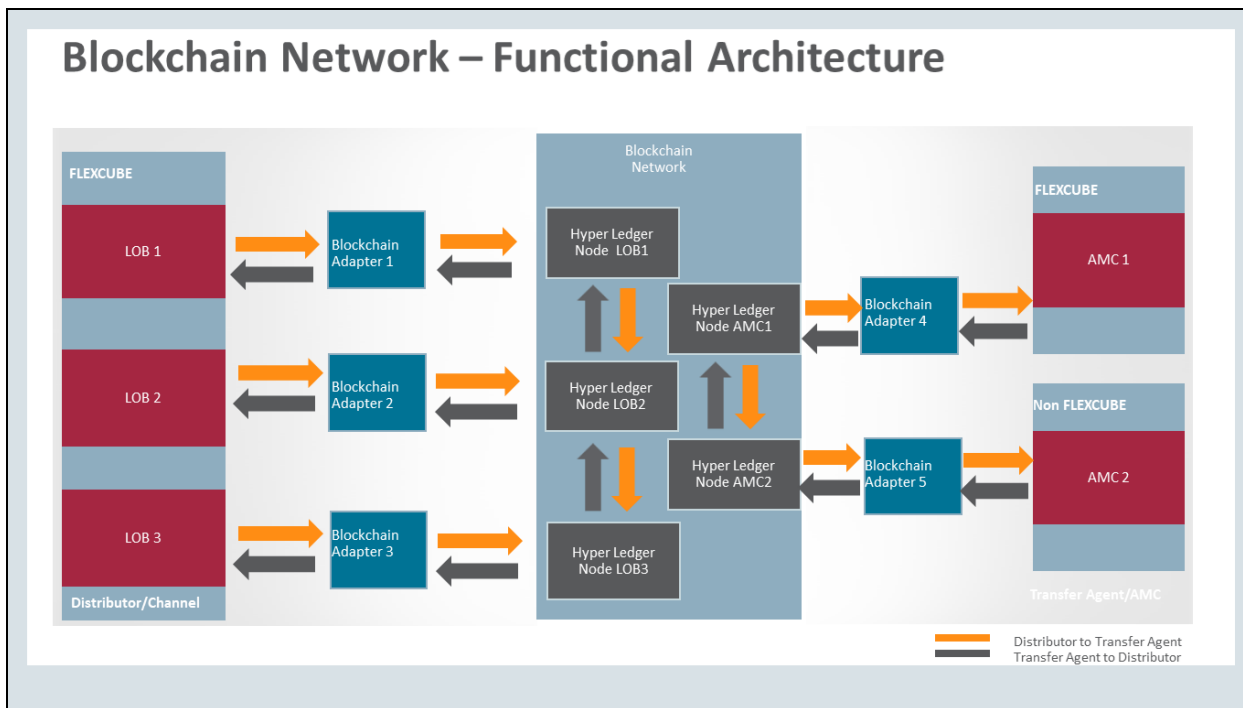 Blockchain Network – Functional Architecture
FLEXCUBE
LOB 1
LOB 2
LOB 3
Distributor/Channel
Blockchain
Adapter 1
Blockchain
Adapter 2
Blockchain
Adapter 3
Blockchain
Network
Hyper Ledger
Node LOB1
Hyper Ledger
Node AMC1
Hyper Ledger
Node LOB2
Hyper Ledger
Node AMC2
Hyper Ledger
Node LOB3
Blockchain
Adapter 4
Blockchain
Adapter 5
FLEXCUBE
AMC 1
Non FLEXCUBE
AMC 2
Transfer Agent/AMC
Distributor to Transfer Agent
Transfer Agent to Distributor